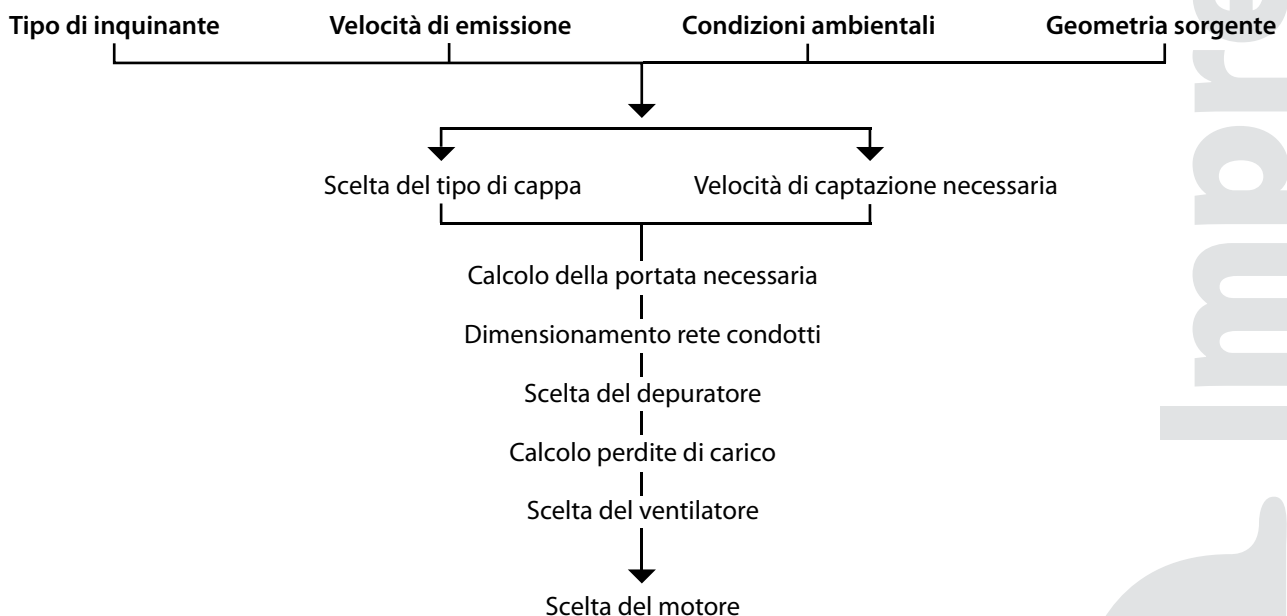 Tipo di inquinante Velocità di emissione Condizioni ambientali Geometria sorgente
Scelta del tipo di cappa Velocità di captazione necessaria
Calcolo della portata necessaria
Dimensionamento rete condotti
Scelta del depuratore
Calcolo perdite di carico
Scelta del ventilatore
Scelta del motore